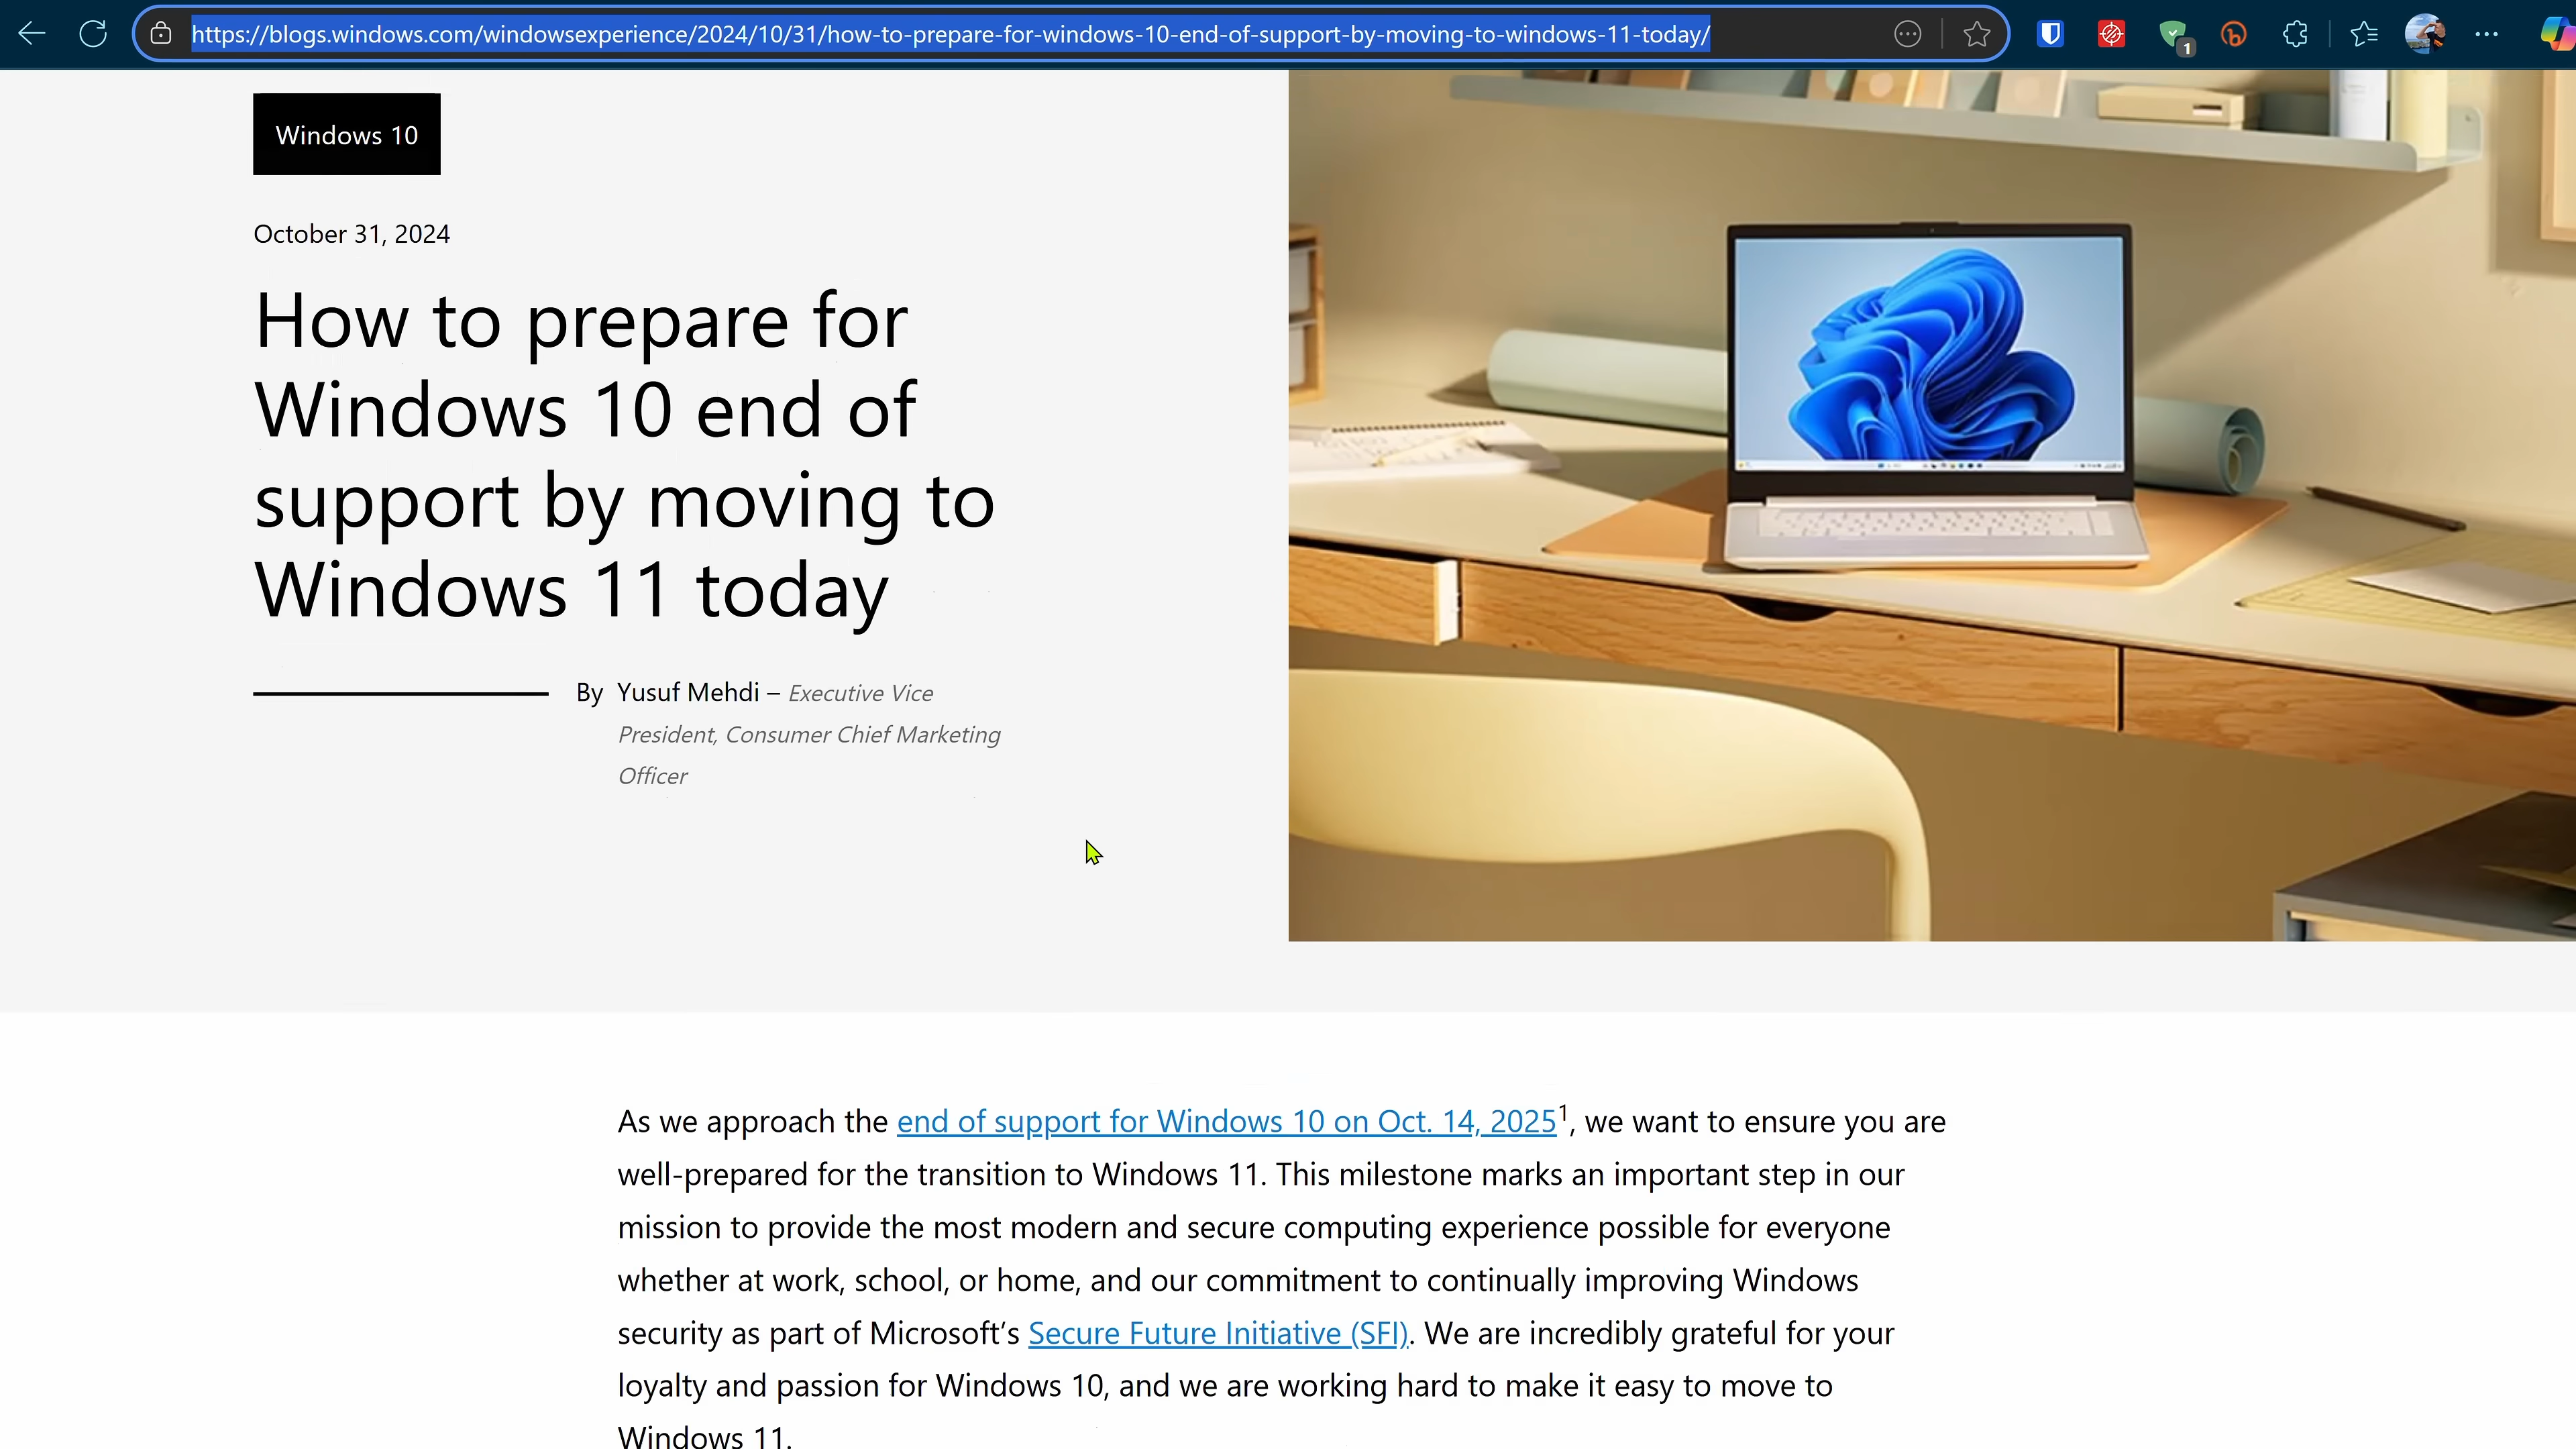 https://blogs.windows.com/windowsexperience/2024/10/31/how-to-prepare-for-windows-10-end-of-support-by-moving-to-windows-11-today/
1
Windows 10
October 31, 2024
How to prepare for
Windows 10 end of
support by moving to
Windows 11 today
By Yusuf Mehdi – Executive Vice
President, Consumer Chief Marketing
Officer
As we approach the end of support for Windows 10 on Oct. 14, 2025¹, we want to ensure you are
well-prepared for the transition to Windows 11. This milestone marks an important step in our
mission to provide the most modern and secure computing experience possible for everyone
whether at work, school, or home, and our commitment to continually improving Windows
security as part of Microsoft’s Secure Future Initiative (SFI). We are incredibly grateful for your
loyalty and passion for Windows 10, and we are working hard to make it easy to move to
Windows 11.